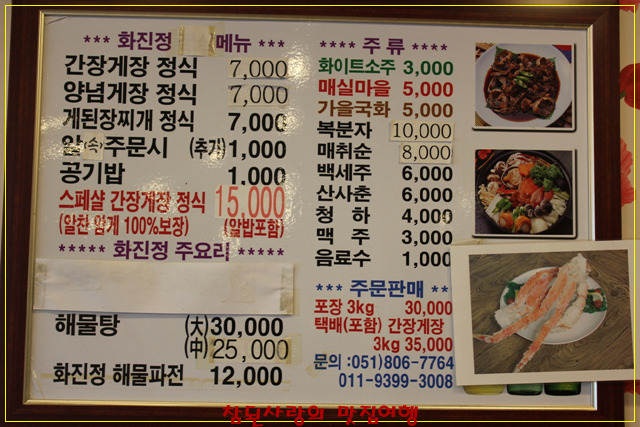 *** 화진정 메뉴 ***
간장게장 정식 7,000
양념게장 정식 7,000
게된장찌개 정식 7,000
알(속)주문시 (추개)1,000
공기밥 1,000
스페샬 간장게장 정식 15,000
(알찬 암게 100%보장) (알밥포함)
***** 화진정 주요리 *****
해물탕 (大)30,000
(中)25,000
화진정 해물파전 12,000
**** 주 류 ****
화이트소주 3,000
매실마을 5,000
가을국화 5,000
복분자 10,000
매취순 8,000
백세주 6,000
산사춘 6,000
청 하 4,000
맥 주 3,000
음료수 1,000
** 주문판매 **
포장 3kg 30,000
택배(포함) 간장게장
3kg 35,000
문의 :051)806-7764
011-9399-3008
맛집여행